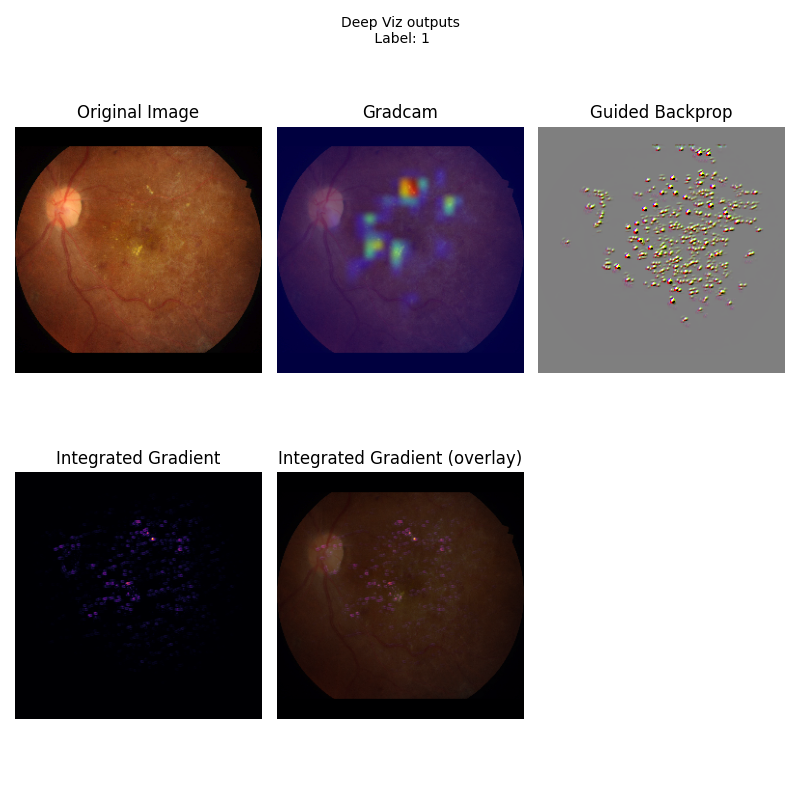 Deep Viz outputs
Label: 1
Original Image
Gradcam
Guided Backprop
Integrated Gradient
Integrated Gradient (overlay)